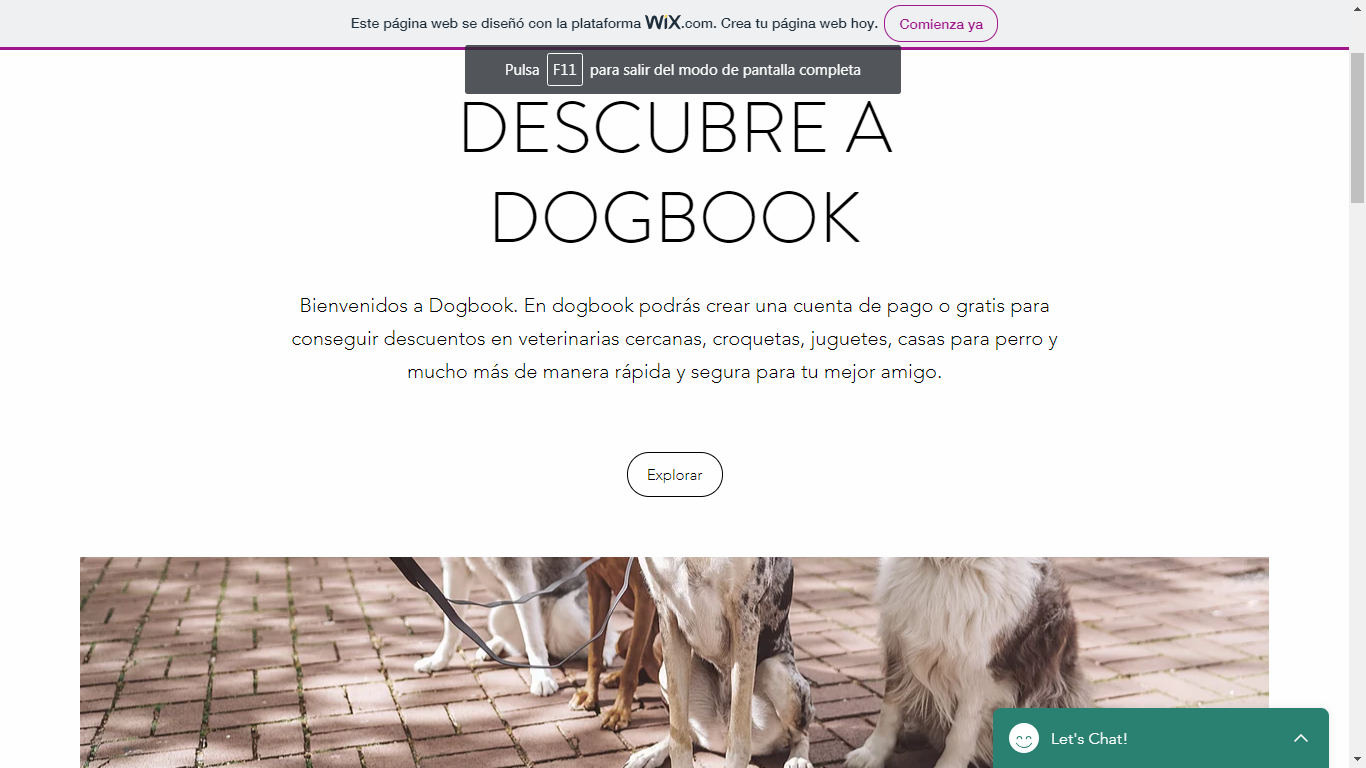 Este página web se diseñó con la plataforma WiX.com. Crea tu página web hoy. Comienza ya
Pulsa F11 para salir del modo de pantalla completa
DESCUBRE A
DOGBOOK
Bienvenidos a Dogbook. En dogbook podrás crear una cuenta de pago o gratis para
conseguir descuentos en veterinarias cercanas, croquetas, juguetes, casas para perro y
mucho más de manera rápida y segura para tu mejor amigo.
Explorar
Let's Chat!